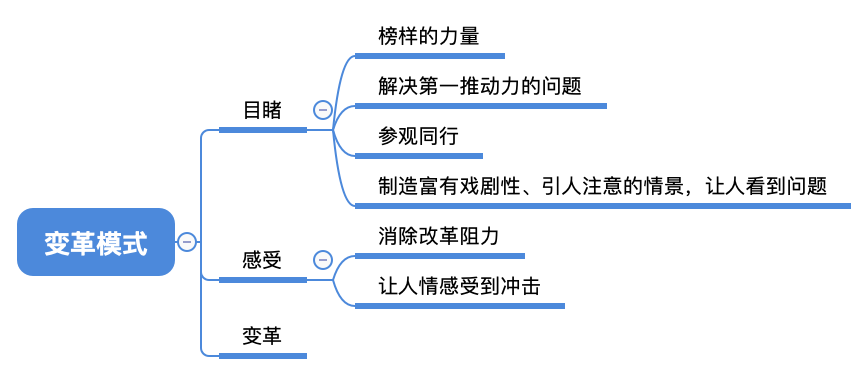 变革模式
目睹
榜样的力量
解决第一推动力的问题
参观同行
制造富有戏剧性、引人注意的情景，让人看到问题
感受
消除改革阻力
让人情感受到冲击
变革